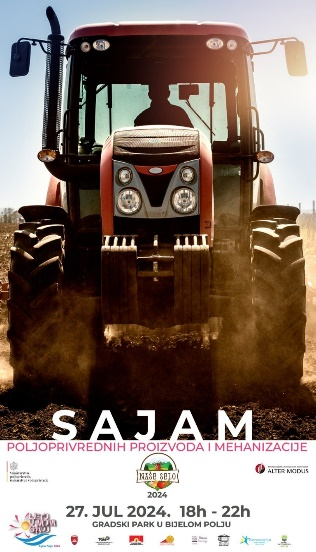 SAJAM
POLJOPRIVREDNIH PROIZVODA I MEHANIZACIJE
NAŠE SELO
ALTER MODUS
2024
27. JUL 2024. 18h - 22h
GRADSKI PARK U BIJELOM POLJU